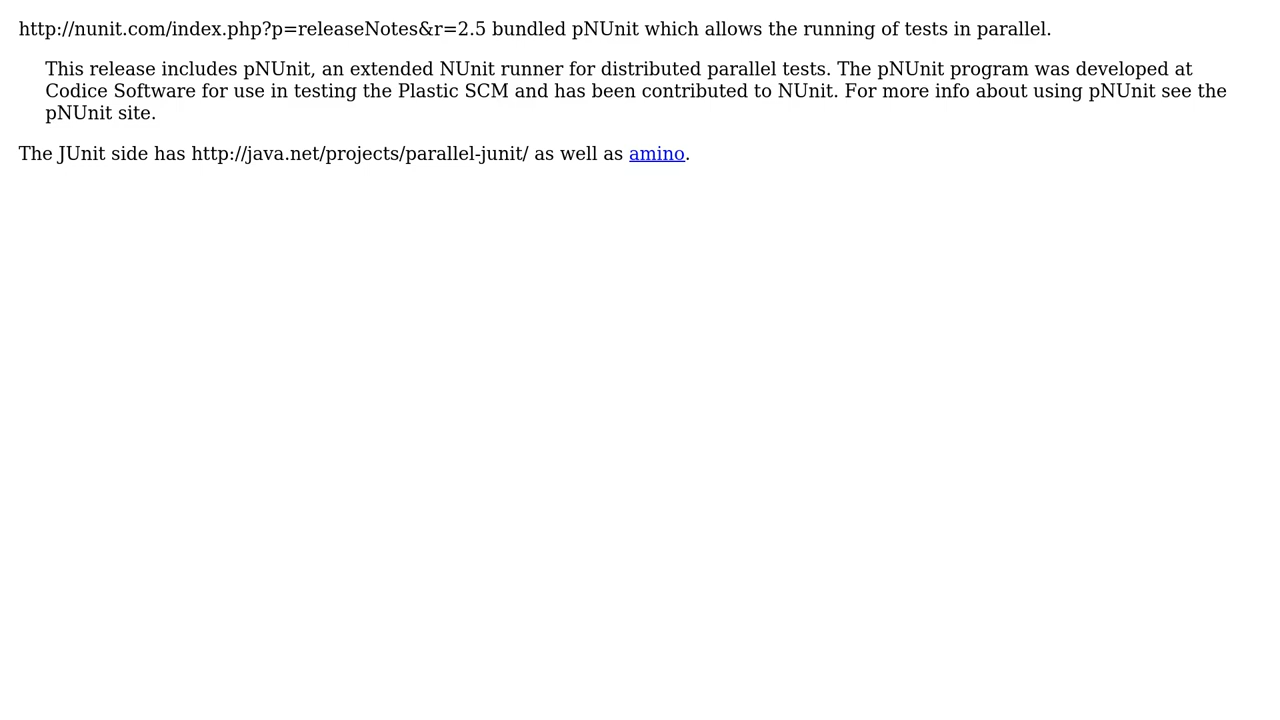 http://nunit.com/index.php?p=releaseNotes&r=2.5 bundled pNUnit which allows the running of tests in parallel.
This release includes pNUnit, an extended NUnit runner for distributed parallel tests. The pNUnit program was developed at
Codice Software for use in testing the Plastic SCM and has been contributed to NUnit. For more info about using pNUnit see the
pNUnit site.
The JUnit side has http://java.net/projects/parallel-junit/ as well as amino.